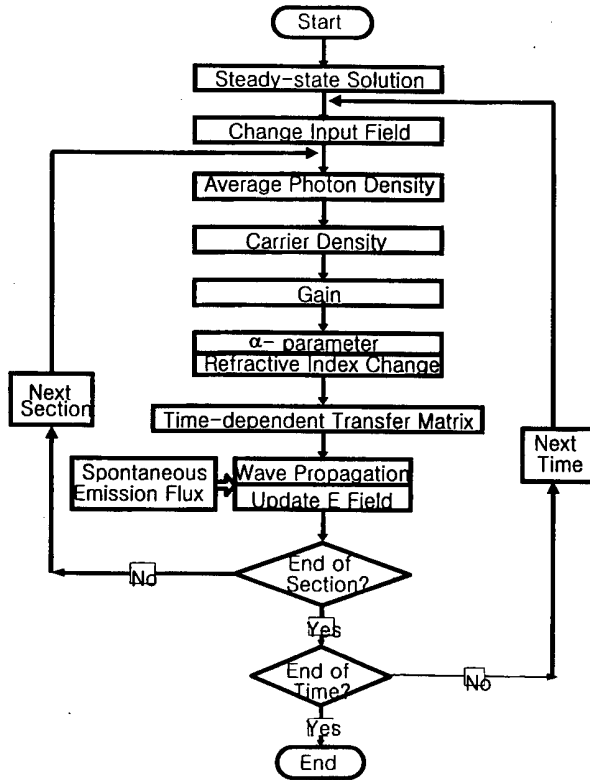 Start
Steady-state Solution
Change Input Field
Average Photon Density
Carrier Density
Gain
α- parameter
Refractive Index Change
Next
Section
Time-dependent Transfer Matrix
Next
Time
Spontaneous
Emission Flux
Wave Propagation
Update E Field
End of
Section?
No
Yes
End of
Time?
No
Yes
End